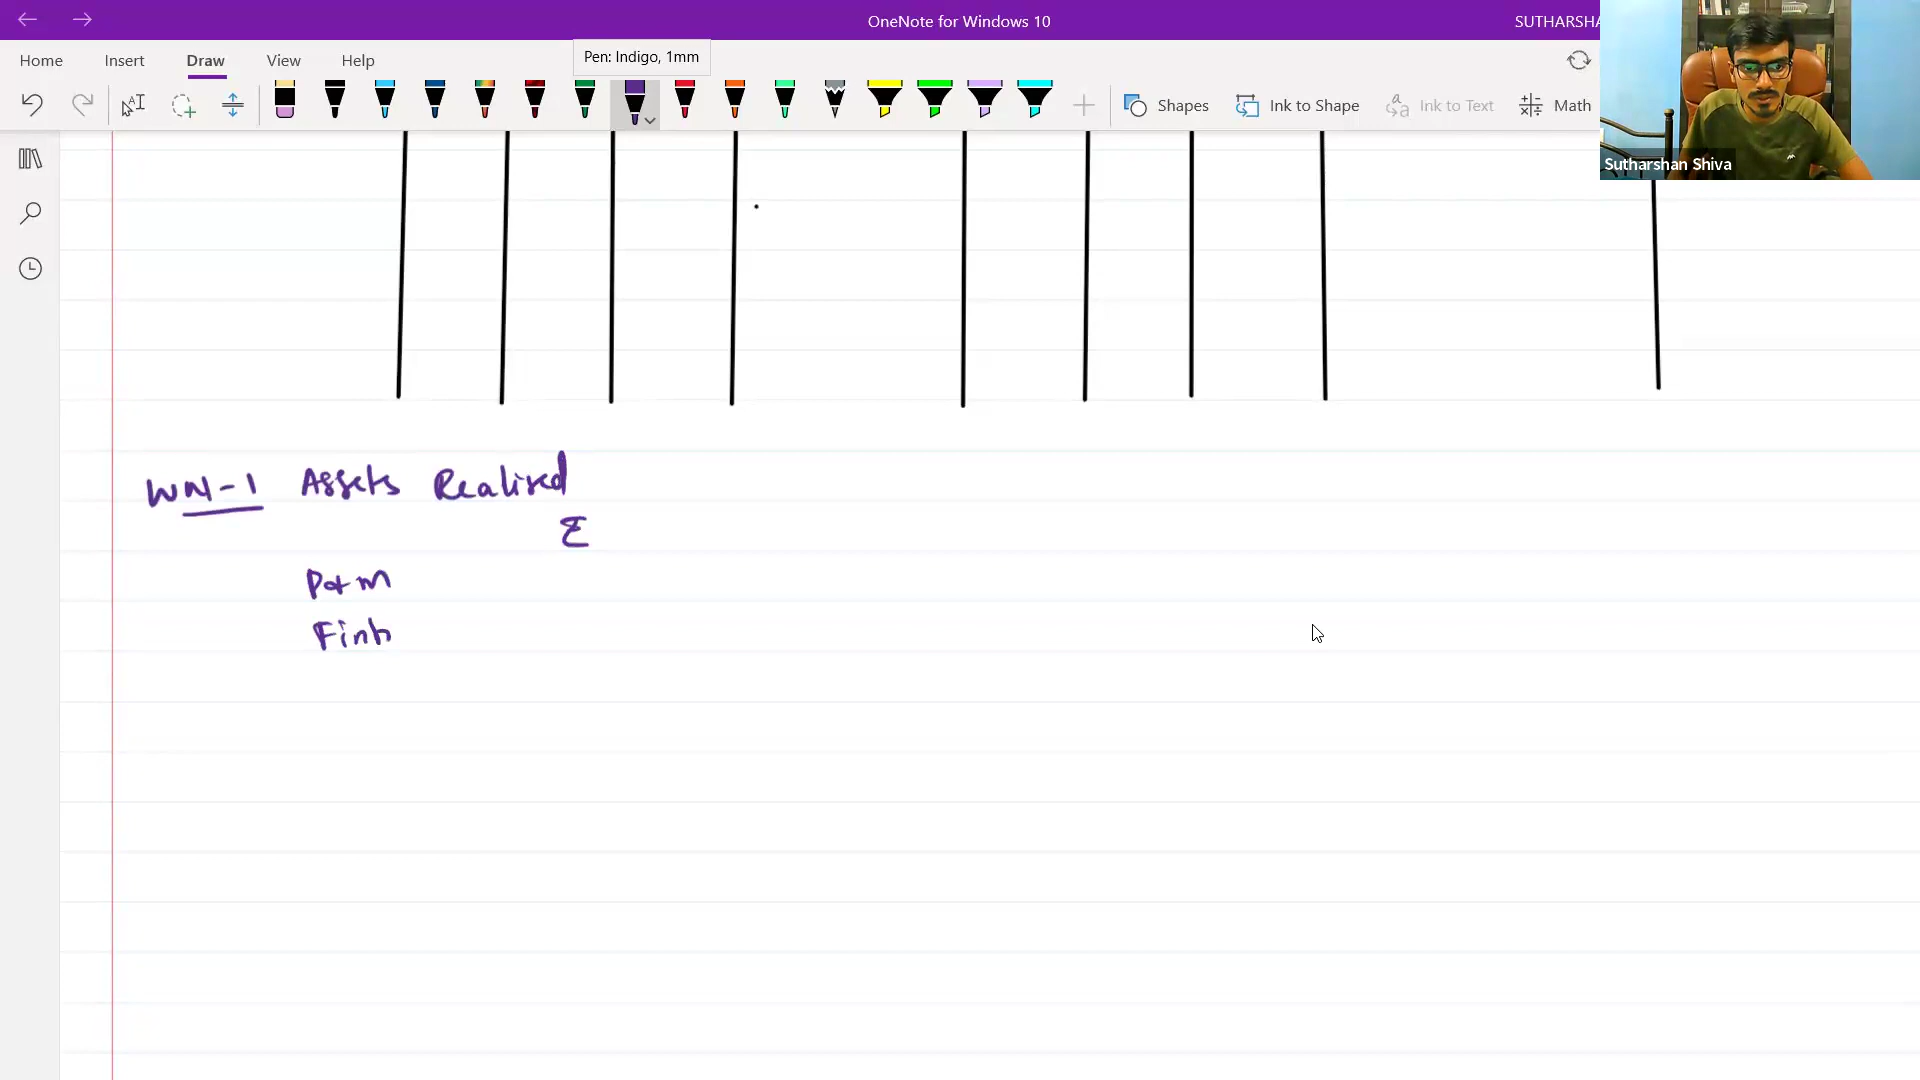 OneNote for Windows 10
SUTHARSHA
Home Insert Draw View Help
Pen: Indigo, 1mm
Shapes Ink to Shape Ink to Text Math
Sutharshan Shiva
WN-1 Assets Realised
P+M